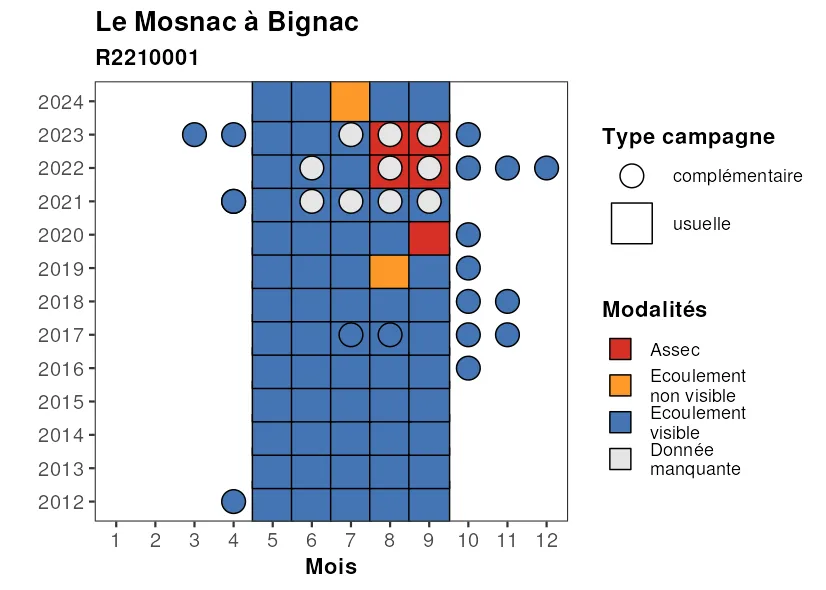 Le Mosnac à Bignac
R2210001
2024
2023
2022
2021
2020
2019
2018
2017
2016
2015
2014
2013
2012
1 2 3 4 5 6 7 8 9 10 11 12
Mois
Type campagne
complémentaire
usuelle
Modalités
Assec
Ecoulement
non visible
Ecoulement
visible
Donnée
manquante